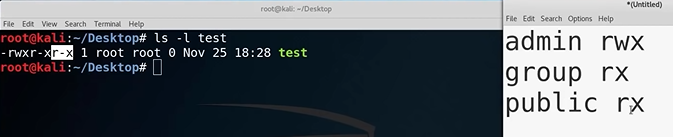 root@kali: ~/Desktop
File Edit View Search Terminal Help
root@kali:~/Desktop# ls -l test
-rwxr-xr-x 1 root root 0 Nov 25 18:28 test
root@kali:~/Desktop#
*(Untitled)
File Edit Search Options Help
admin rwx
group rx
public rx